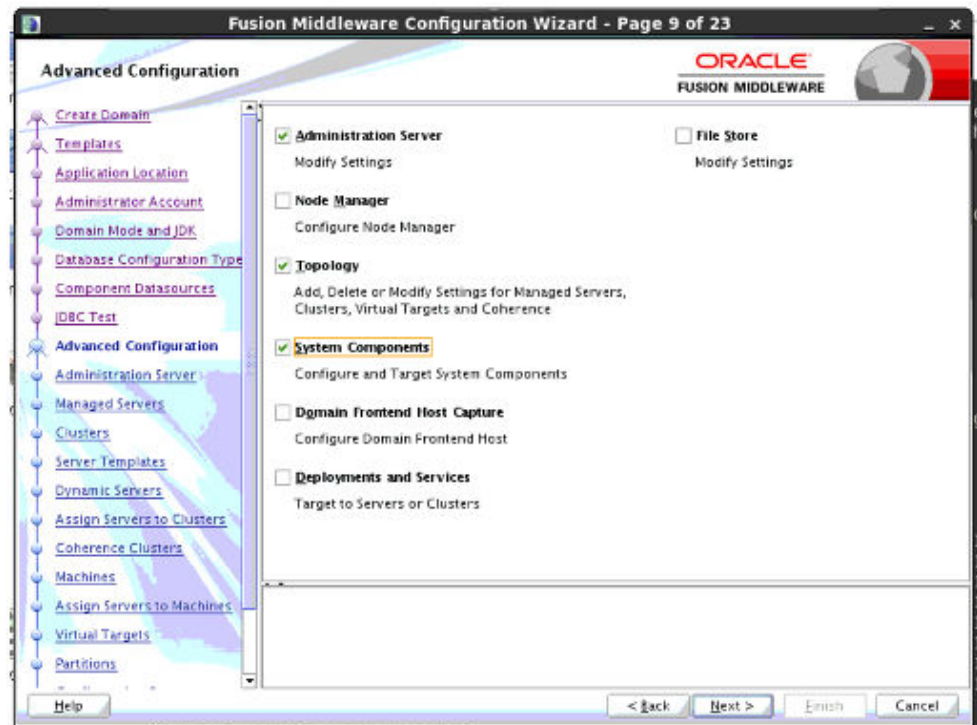 Fusion Middleware Configuration Wizard - Page 9 of 23
Advanced Configuration
ORACLE
FUSION MIDDLEWARE
Create Domain
Templates
Application Location
Administrator Account
Domain Mode and JDK
Database Configuration Type
Component Datasources
JDBC Test
Advanced Configuration
Administration Server
Managed Servers
Clusters
Server Templates
Dynamic Servers
Assign Servers to Clusters
Coherence Clusters
Machines
Assign Servers to Machines
Virtual Targets
Partitions
Administration Server
Modify Settings
Node Manager
Configure Node Manager
Topology
Add, Delete or Modify Settings for Managed Servers,
Clusters, Virtual Targets and Coherence
System Components
Configure and Target System Components
Domain Frontend Host Capture
Configure Domain Frontend Host
Deployments and Services
Target to Servers or Clusters
File Store
Modify Settings
Help
< Back
Next >
Finish
Cancel